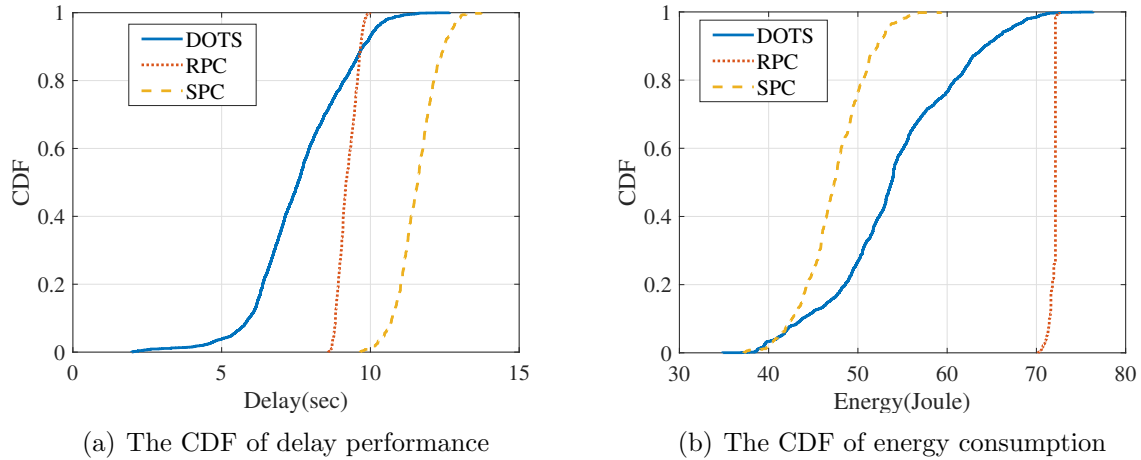 1
0.8
0.6
0.4
0.2
0
CDF
DOTS
RPC
SPC
0 5 10 15
Delay(sec)
(a) The CDF of delay performance
1
0.8
0.6
0.4
0.2
0
CDF
DOTS
RPC
SPC
30 40 50 60 70 80
Energy(Joule)
(b) The CDF of energy consumption